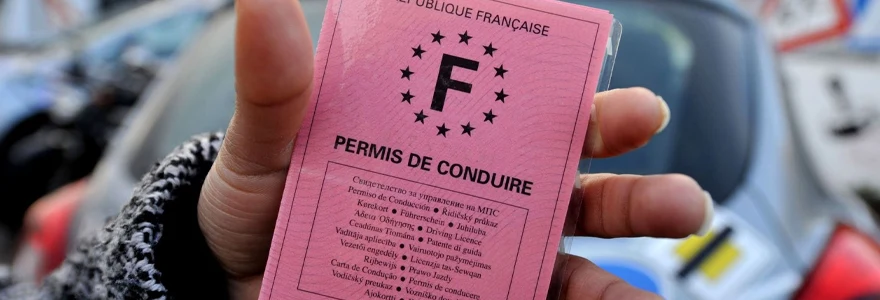 RÉPUBLIQUE FRANÇAISE
F
PERMIS DE CONDUIRE
Свидетелство за управление на МПС
Permiso de Conducción • Řidičský průkaz
Kørekort • Führerschein • Juhiluba
Άδεια Οδήγησης • Driving Licence
Ceadúnas Tiomána • Patente di guida
Vadītāja apliecība • Vairuotojo pažymėjimas
Vezetői engedély • Liċenzja tas-Sewqan
Rijbewijs • Prawo Jazdy
Carta de Condução • Permis de conducere
Vodičský preukaz • Vozniško
Ajokortti